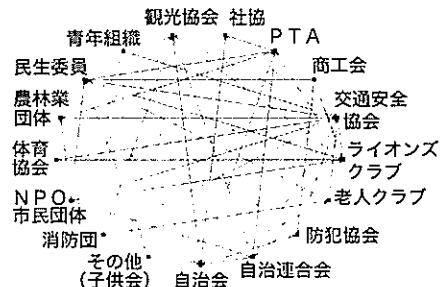 観光協会 社協
青年組織
PTA
民生委員
商工会
農林業
団体
交通安全
協会
体育
協会
ライオンズ
クラブ
NPO
市民団体
老人クラブ
消防団
防犯協会
その他
(子供会)
自治会
自治連合会